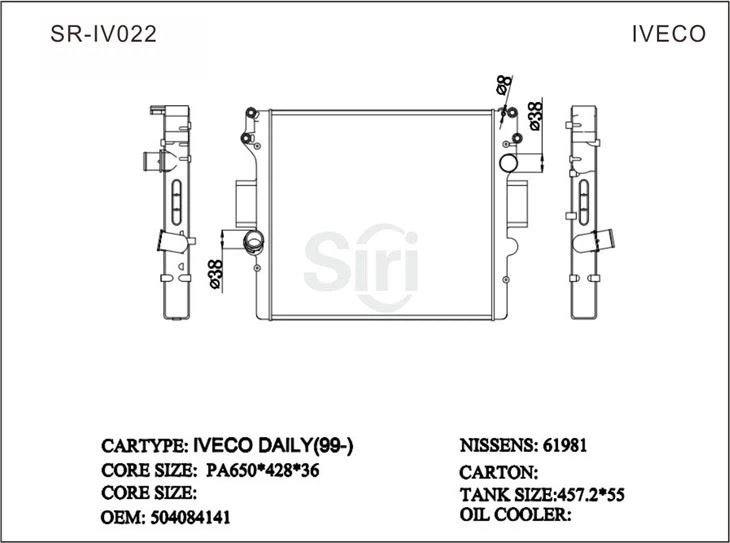 SR-IV022
IVECO
ø8
ø38
ø38
Siri
CARTYPE: IVECO DAILY(99-)
CORE SIZE: PA650*428*36
CORE SIZE:
OEM: 504084141
NISSENS: 61981
CARTON:
TANK SIZE:457.2*55
OIL COOLER: